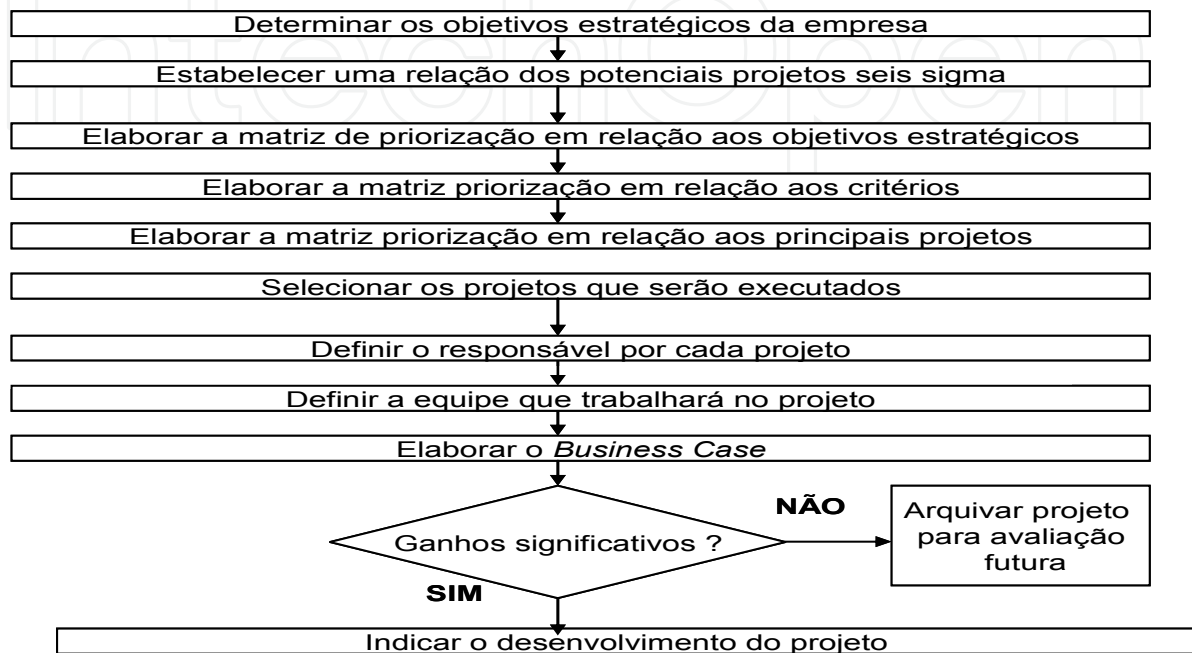 IntechOpen
Determinar os objetivos estratégicos da empresa
Estabelecer uma relação dos potenciais projetos seis sigma
Elaborar a matriz de priorização em relação aos objetivos estratégicos
Elaborar a matriz priorização em relação aos critérios
Elaborar a matriz priorização em relação aos principais projetos
Selecionar os projetos que serão executados
Definir o responsável por cada projeto
Definir a equipe que trabalhará no projeto
Elaborar o Business Case
Ganhos significativos ?
NÃO
Arquivar projeto
para avaliação
futura
SIM
Indicar o desenvolvimento do projeto